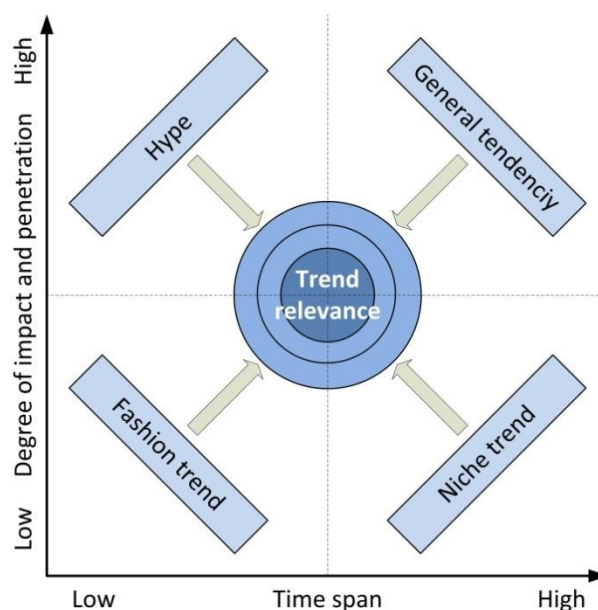 High
Degree of impact and penetration
Low
Hype
General tendenciy
Trend
relevance
Fashion trend
Niche trend
Low
Time span
High